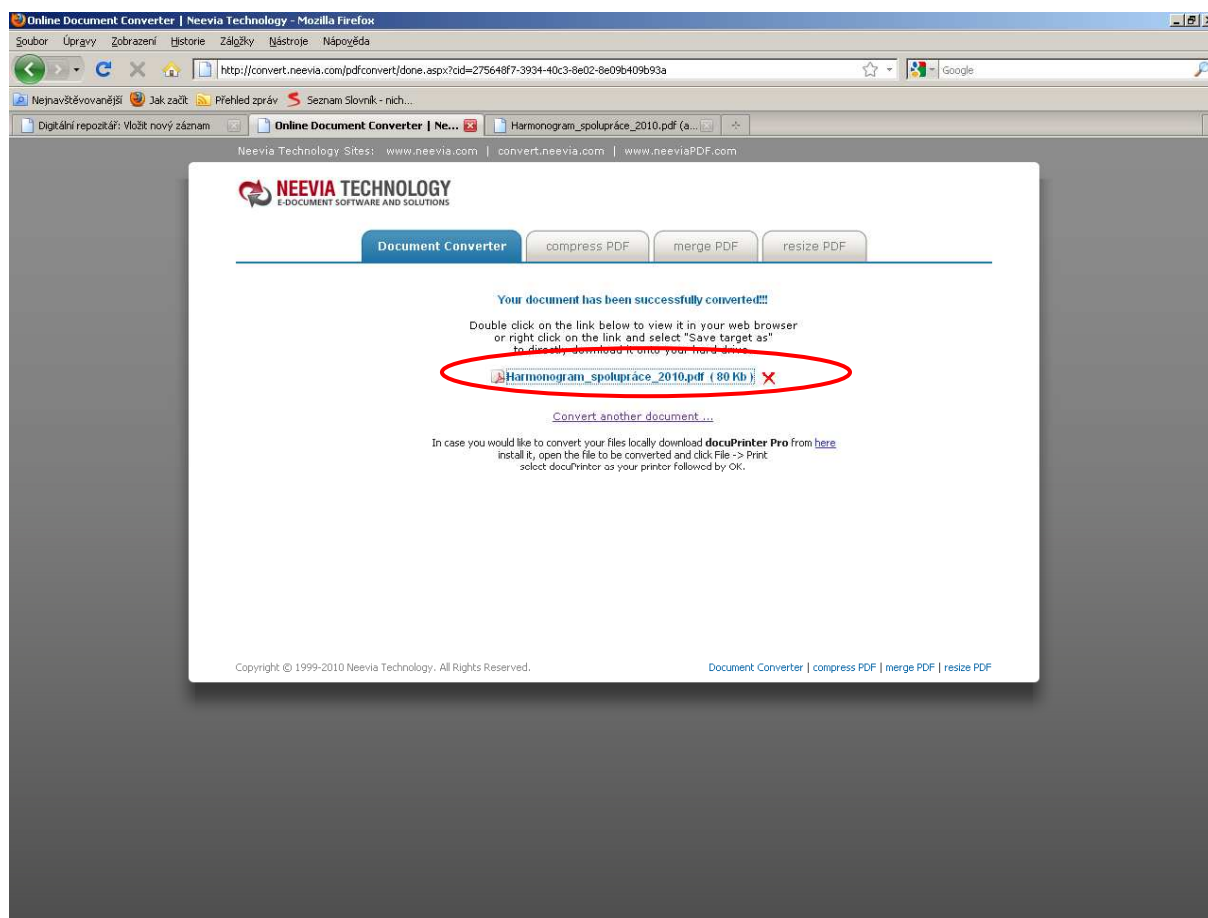 Online Document Converter | Neevia Technology - Mozilla Firefox
Soubor Úpravy Zobrazení Historie Záložky Nástroje Nápověda
http://convert.neevia.com/pdfconvert/done.aspx?cid=275648f7-3934-40c3-8e02-8e09b409b93a Google
Nejnavštěvovanější Jak začít Přehled zpráv Seznam Slovník - nich...
Digitální repozitář: Vložit nový záznam Online Document Converter | Ne... Harmonogram_spolupráce_2010.pdf (a...
Neevia Technology Sites: www.neevia.com | convert.neevia.com | www.neeviaPDF.com
NEEVIA TECHNOLOGY
E-DOCUMENT SOFTWARE AND SOLUTIONS
Document Converter compress PDF merge PDF resize PDF
Your document has been successfully converted!!!
Double click on the link below to view it in your web browser
or right click on the link and select "Save target as"
to directly download it onto your hard drive.
Harmonogram_spolupráce_2010.pdf ( 80 Kb )
Convert another document ...
In case you would like to convert your files locally download docuPrinter Pro from here
install it, open the file to be converted and click File -> Print
select docuPrinter as your printer followed by OK.
Copyright © 1999-2010 Neevia Technology. All Rights Reserved. Document Converter | compress PDF | merge PDF | resize PDF